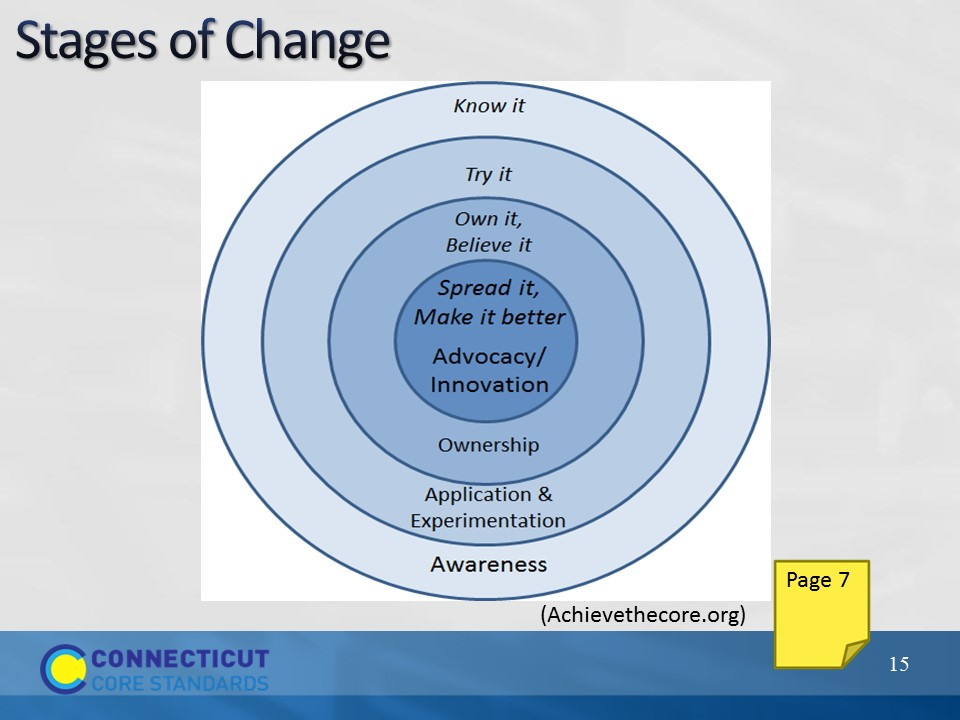 Stages of Change
Know it
Try it
Own it,
Believe it
Spread it,
Make it better
Advocacy/
Innovation
Ownership
Application &
Experimentation
Awareness
Page 7
(Achievethecore.org)
CONNECTICUT
CORE STANDARDS
15